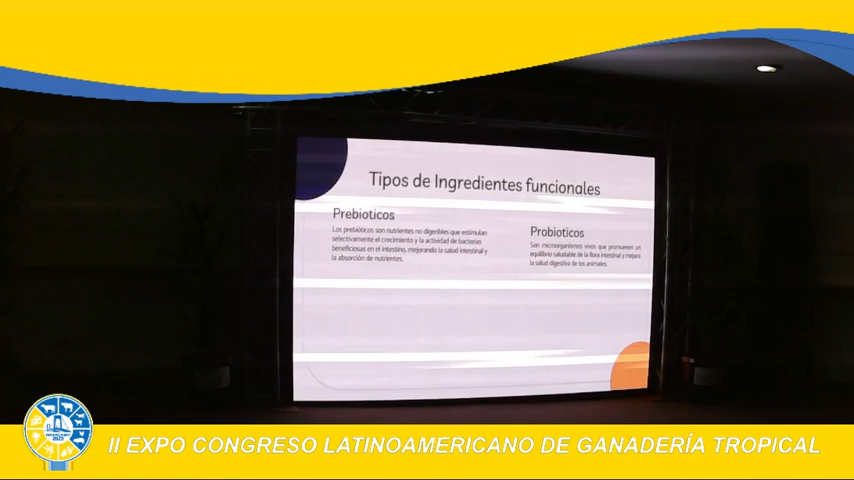 Tipos de Ingredientes funcionales
Prebioticos
Los prebióticos son nutrientes no digeribles que estimulan
selectivamente el crecimiento y la actividad de bacterias
beneficiosas en el intestino, mejorando la salud intestinal y
la absorción de nutrientes.
Probioticos
Son microorganismos vivos que promueven un
equilibrio saludable de la flora intestinal y mejora
la salud digestiva de los animales.
II EXPO CONGRESO LATINOAMERICANO DE GANADERÍA TROPICAL